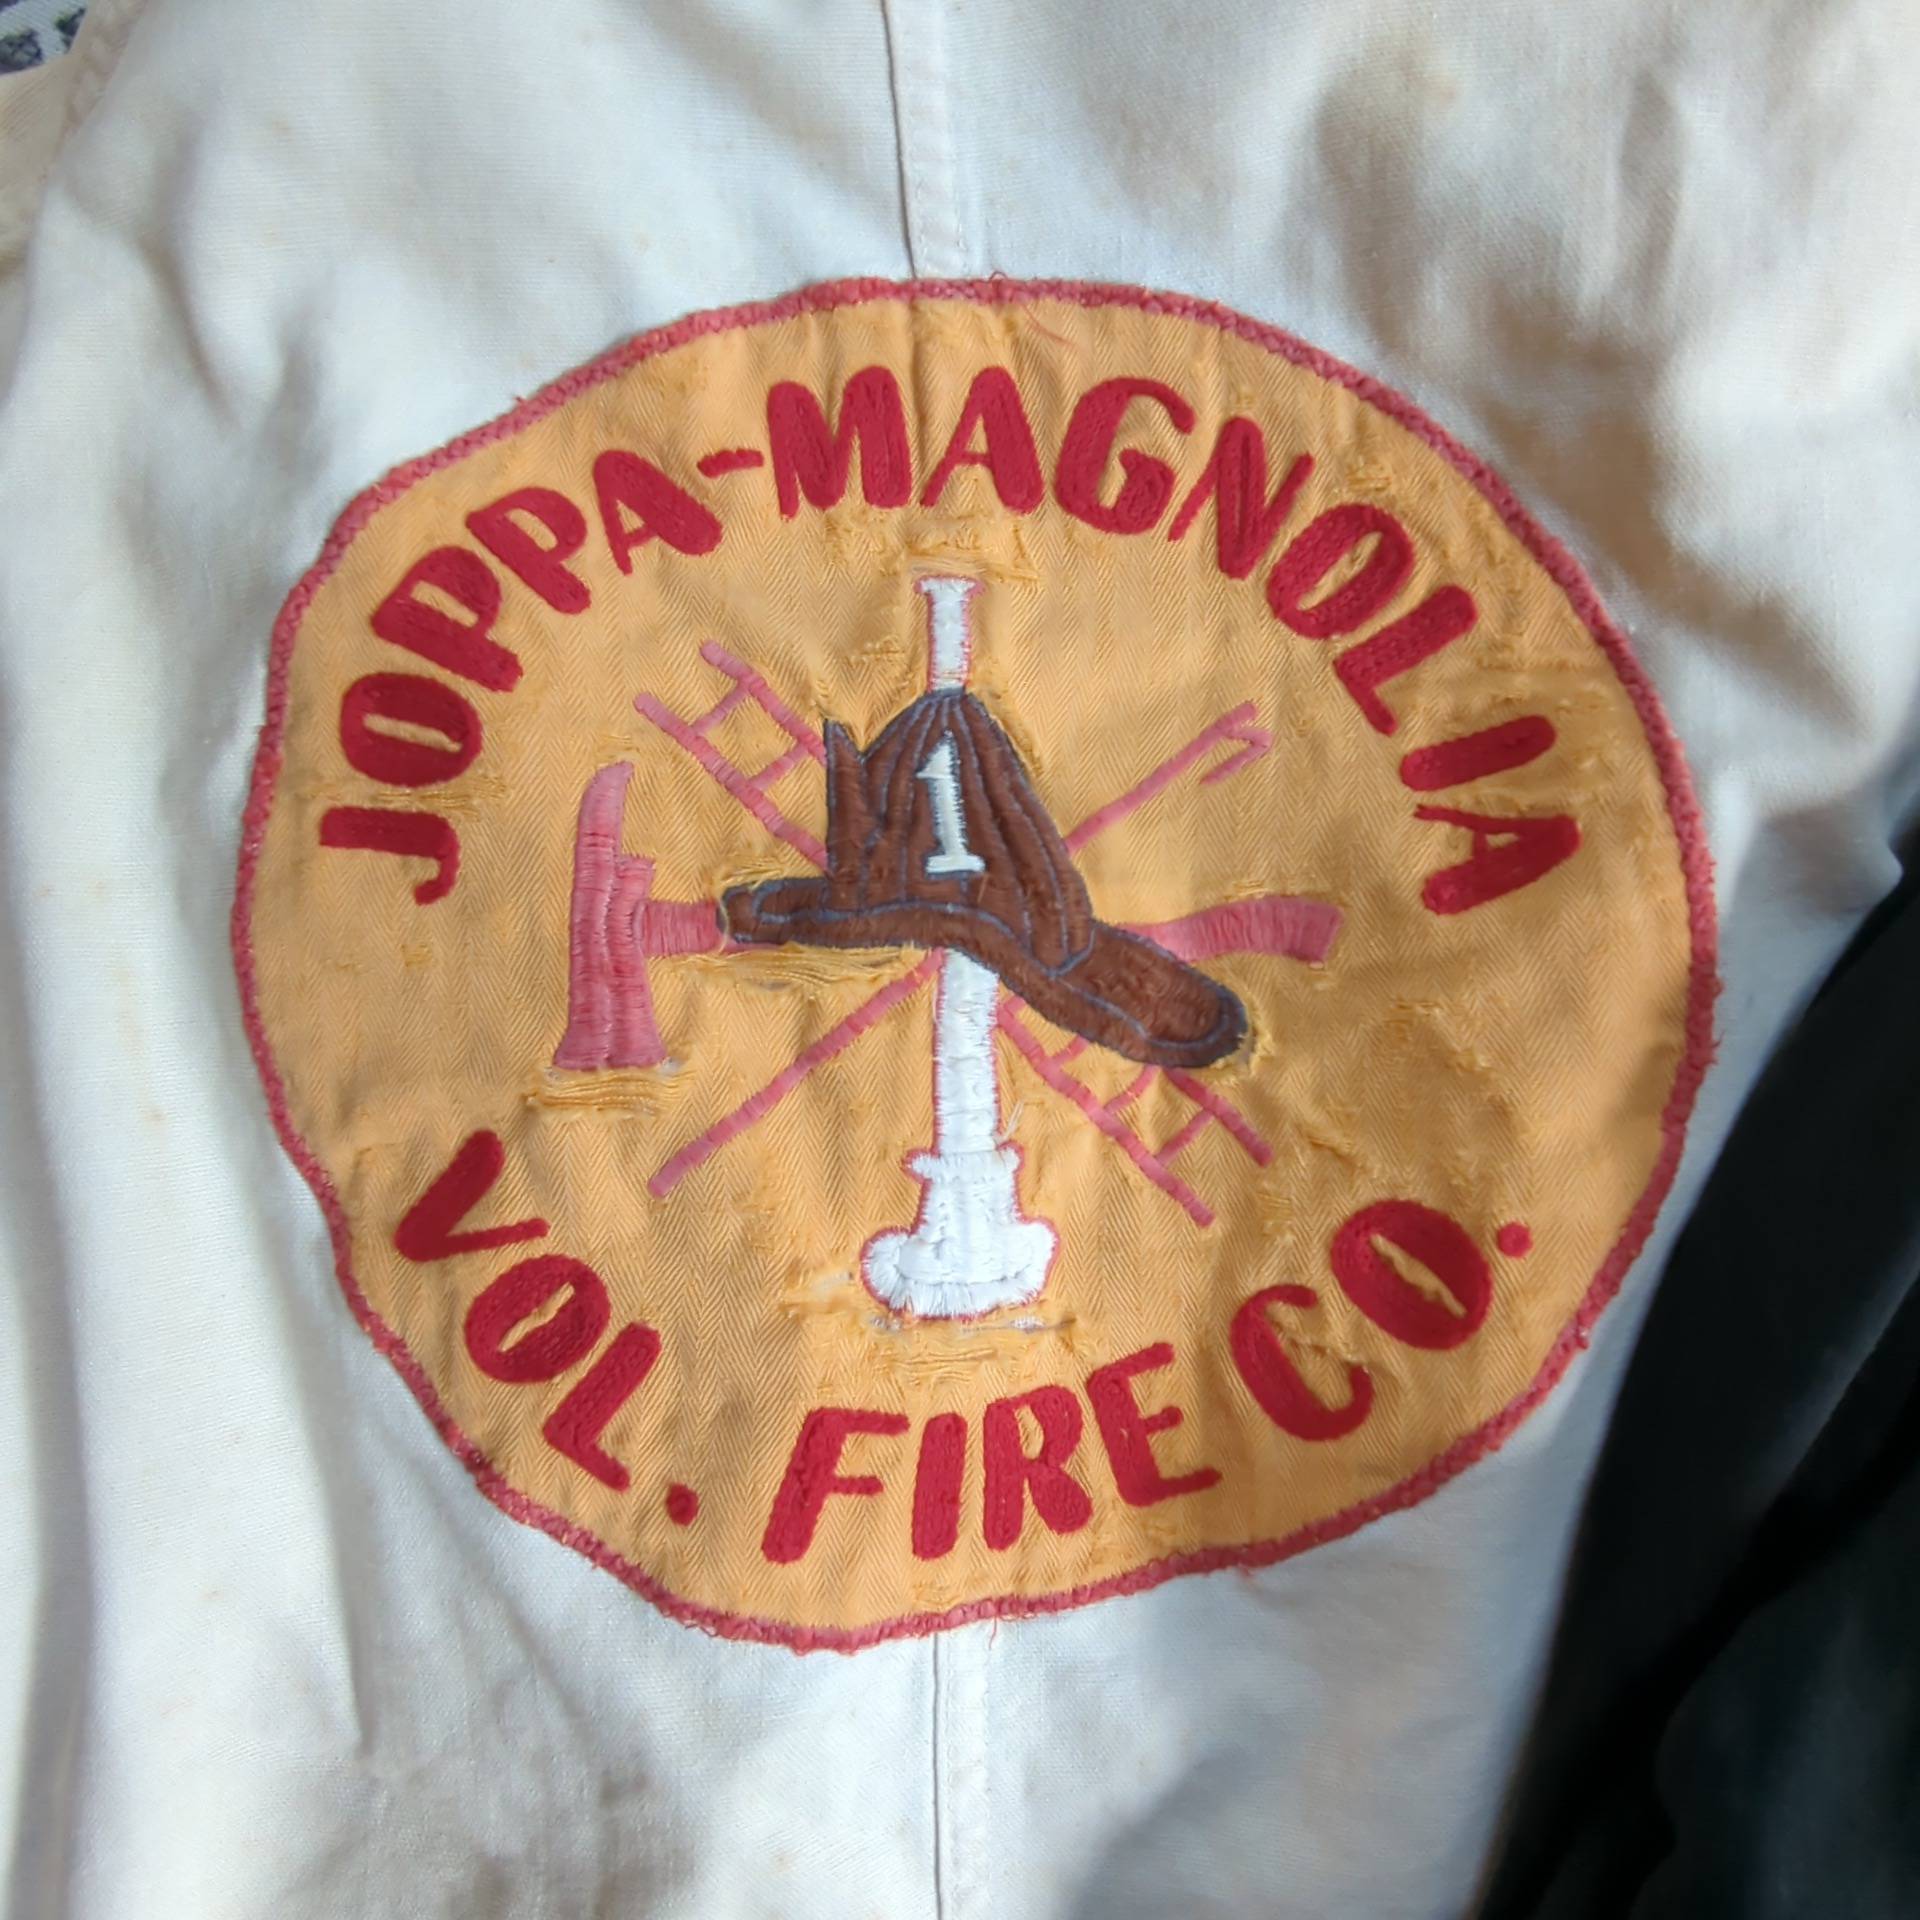 JOPPA-MAGNOLIA
1
VOL. FIRE CO.